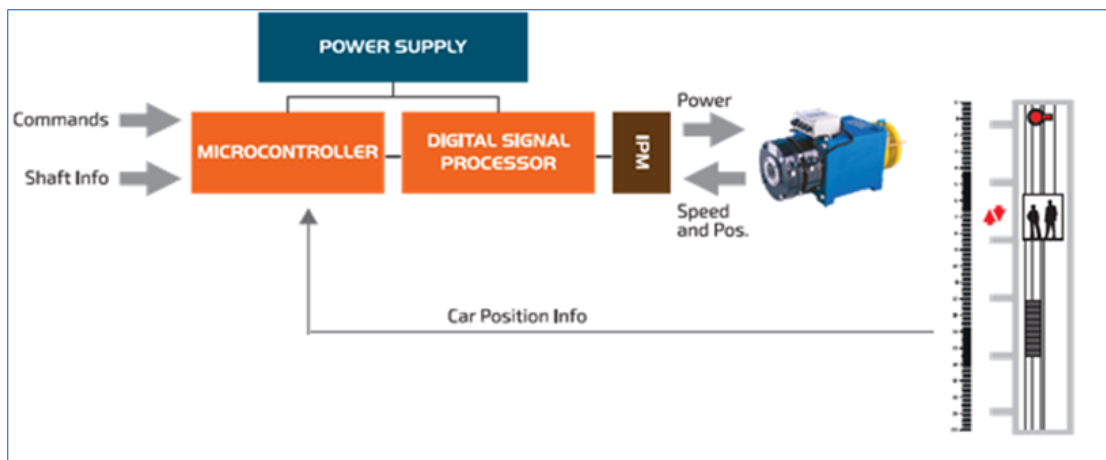 POWER SUPPLY
Commands
Shaft Info
MICROCONTROLLER
DIGITAL SIGNAL
PROCESSOR
IPM
Power
Speed
and Pos.
Car Position Info